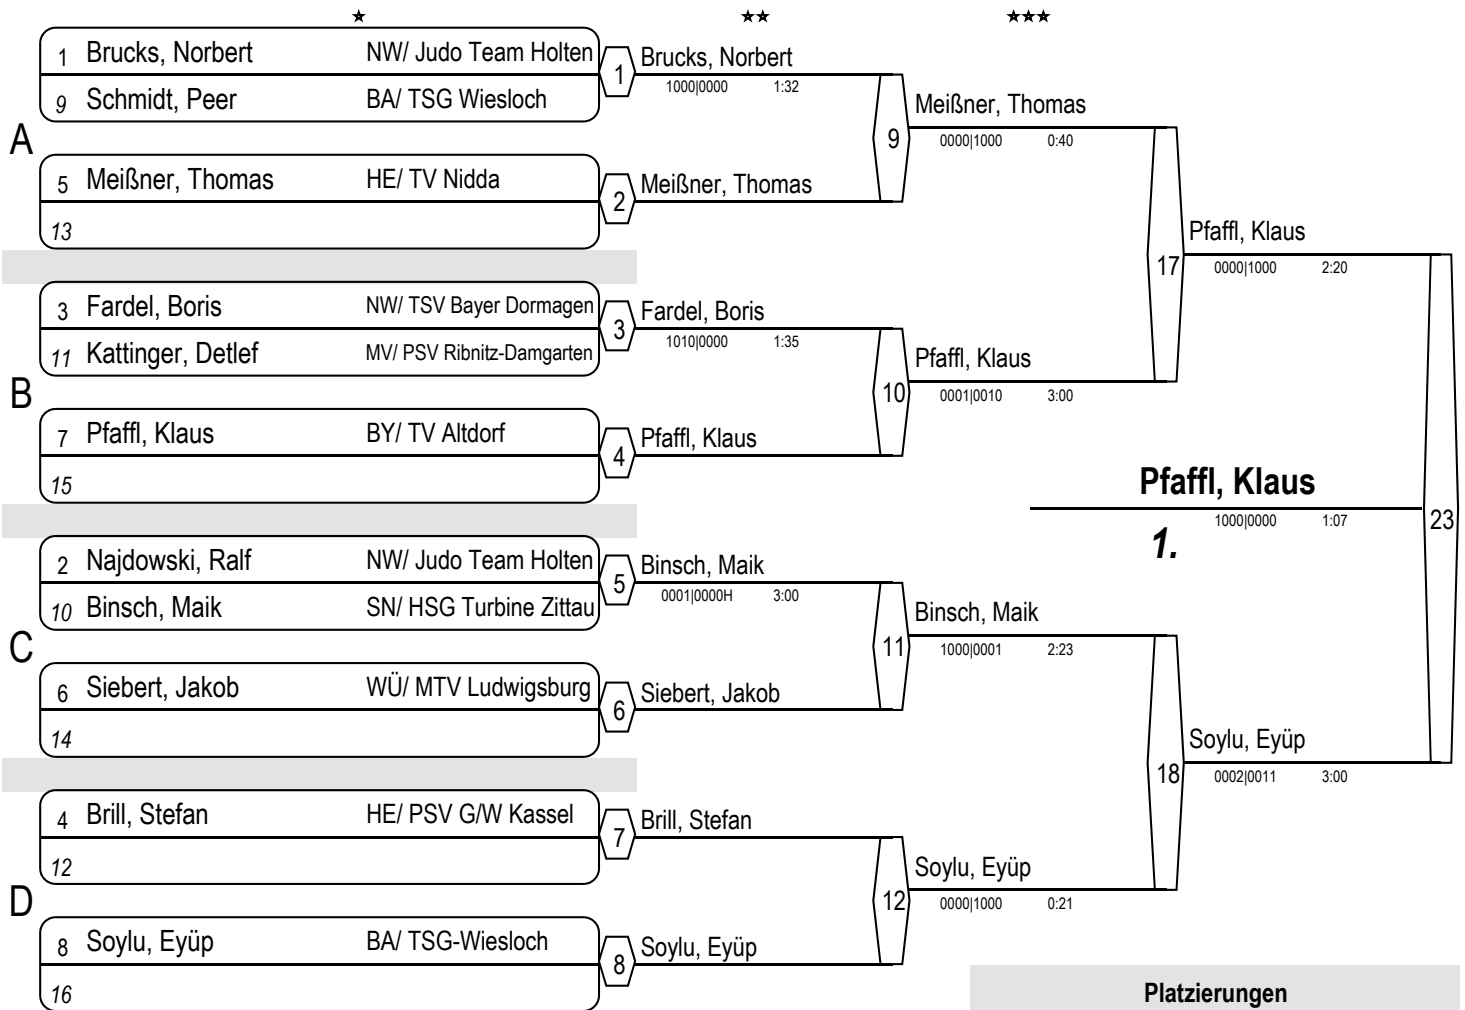 1 Brucks, Norbert NW/ Judo Team Holten
9 Schmidt, Peer BA/ TSG Wiesloch
1
Brucks, Norbert
1000|0000 1:32
A
5 Meißner, Thomas HE/ TV Nidda
13
2
Meißner, Thomas
9
Meißner, Thomas
0000|1000 0:40
3 Fardel, Boris NW/ TSV Bayer Dormagen
11 Kattinger, Detlef MV/ PSV Ribnitz-Damgarten
3
Fardel, Boris
1010|0000 1:35
B
7 Pfaffl, Klaus BY/ TV Altdorf
15
4
Pfaffl, Klaus
10
Pfaffl, Klaus
0001|0010 3:00
17
Pfaffl, Klaus
0000|1000 2:20
2 Najdowski, Ralf NW/ Judo Team Holten
10 Binsch, Maik SN/ HSG Turbine Zittau
5
Binsch, Maik
0001|0000H 3:00
C
6 Siebert, Jakob WÜ/ MTV Ludwigsburg
14
6
Siebert, Jakob
11
Binsch, Maik
1000|0001 2:23
4 Brill, Stefan HE/ PSV G/W Kassel
12
7
Brill, Stefan
D
8 Soylu, Eyüp BA/ TSG-Wiesloch
16
8
Soylu, Eyüp
12
Soylu, Eyüp
0000|1000 0:21
18
Soylu, Eyüp
0002|0011 3:00
23
Pfaffl, Klaus
1000|0000 1:07
1.
Platzierungen